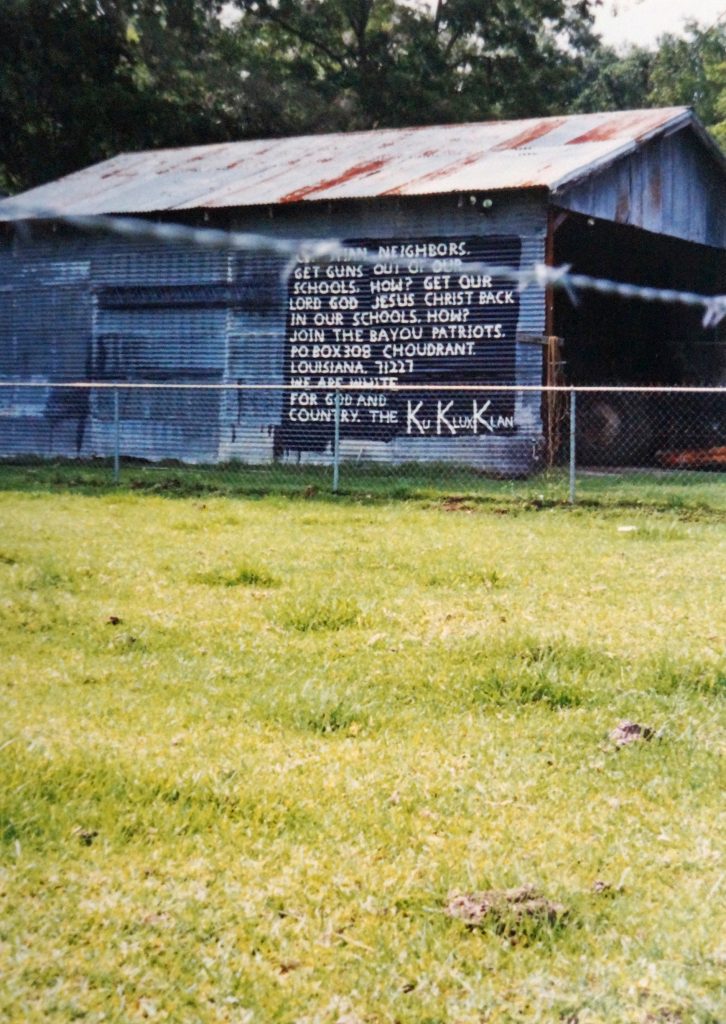 NEIGHBORS.
GET GUNS OUT OF OUR
SCHOOLS. HOW? GET OUR
LORD GOD JESUS CHRIST BACK
IN OUR SCHOOLS. HOW?
JOIN THE BAYOU PATRIOTS.
PO BOX 308 CHOUDRANT.
LOUISIANA. 71227
WE ARE WHITE
FOR GOD AND
COUNTRY. THE KU KLUX KLAN